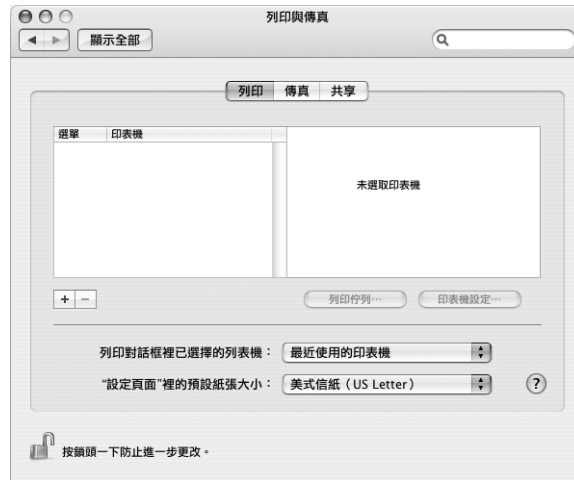 列印與傳真
顯示全部
列印 傳真 共享
選單 印表機
未選取印表機
+ −
列印佇列… 印表機設定…
列印對話框裡已選擇的列表機： 最近使用的印表機
“設定頁面”裡的預設紙張大小： 美式信紙（US Letter） ?
按鎖頭一下防止進一步更改。